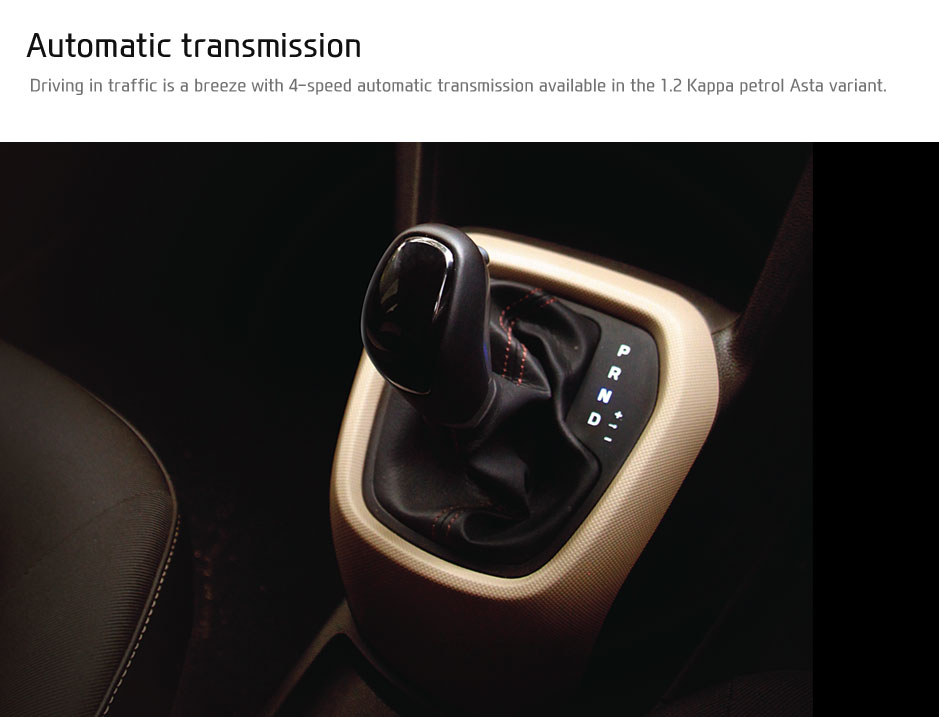 Automatic transmission
Driving in traffic is a breeze with 4-speed automatic transmission available in the 1.2 Kappa petrol Asta variant.
P
R
N
D +
-